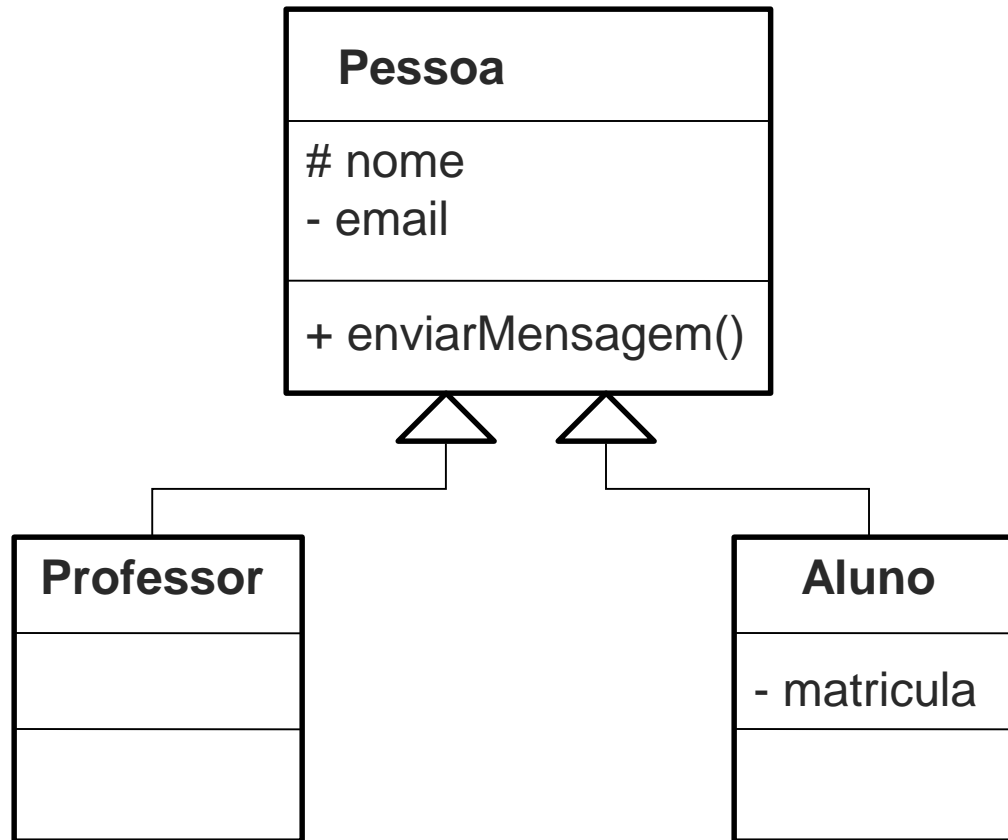 Pessoa
# nome
- email
+ enviarMensagem()
Professor
Aluno
- matricula